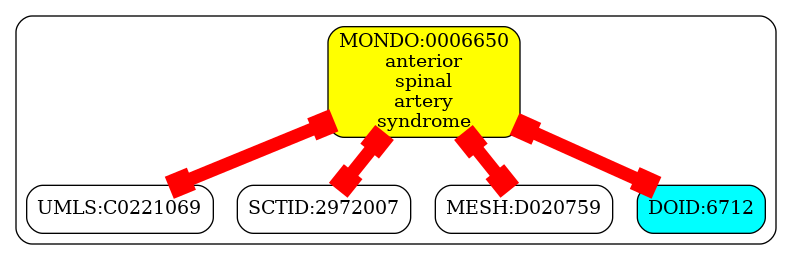 MONDO:0006650
anterior
spinal
artery
syndrome
UMLS:C0221069
SCTID:2972007
MESH:D020759
DOID:6712